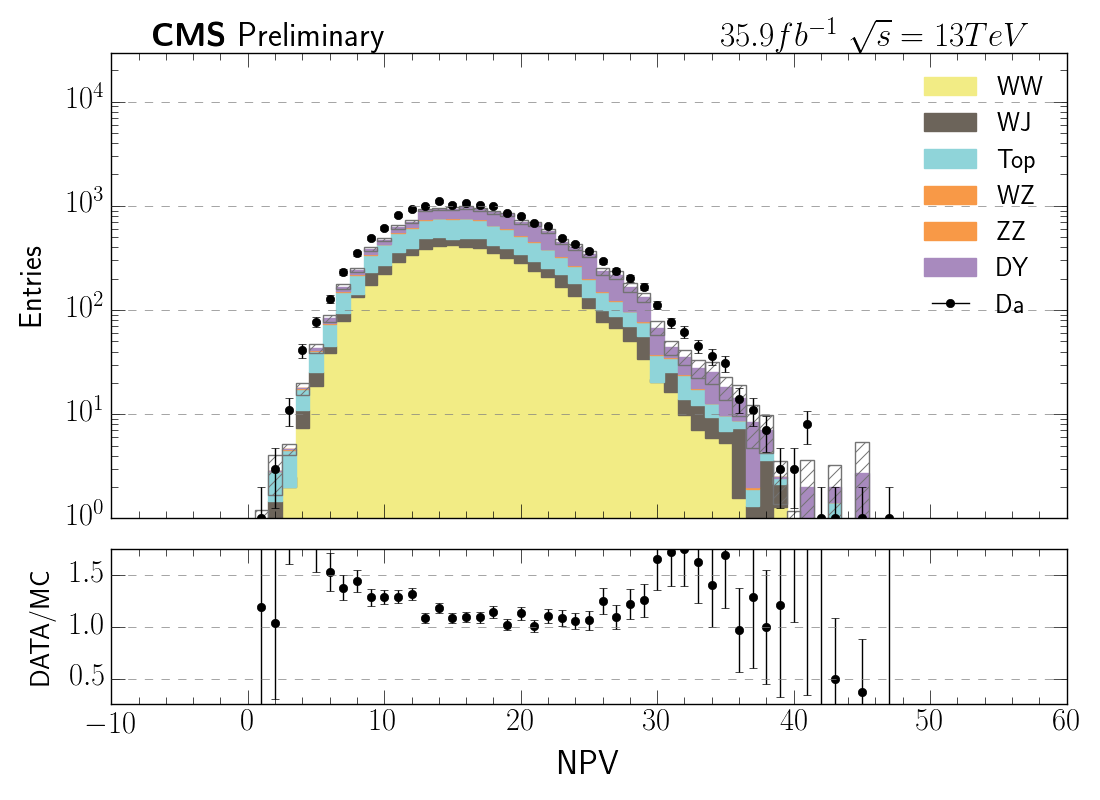 CMS Preliminary
35.9fb⁻¹ √s = 13TeV
Entries
10⁴
10³
10²
10¹
10⁰
WW
WJ
Top
WZ
ZZ
DY
Da
DATA/MC
1.5
1.0
0.5
−10 0 10 20 30 40 50 60
NPV